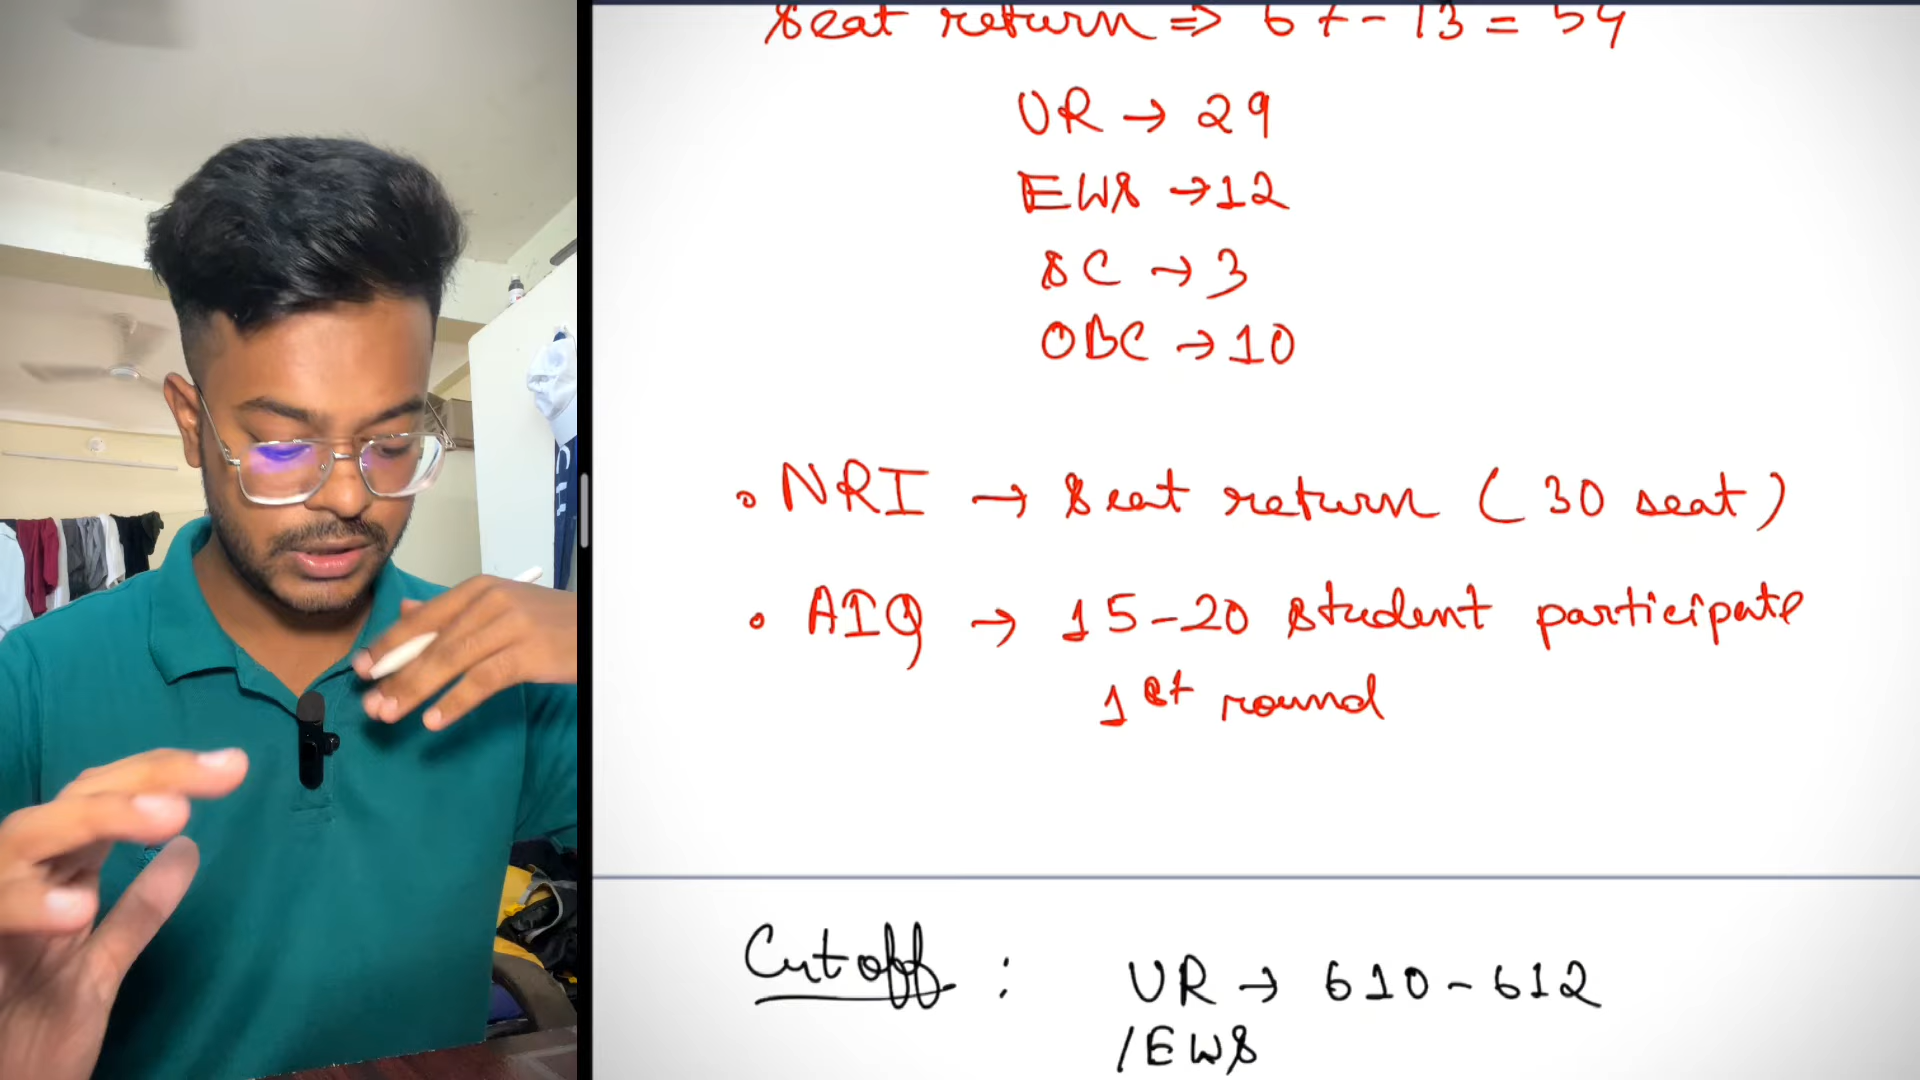 Seat return ⇒ 67 - 13 = 54
UR → 29
EWS → 12
SC → 3
OBC → 10
• NRI → Seat return ( 30 seat )
• AIQ → 15-20 student participate
1st round
Cutoff : UR → 610 - 612
/EWS